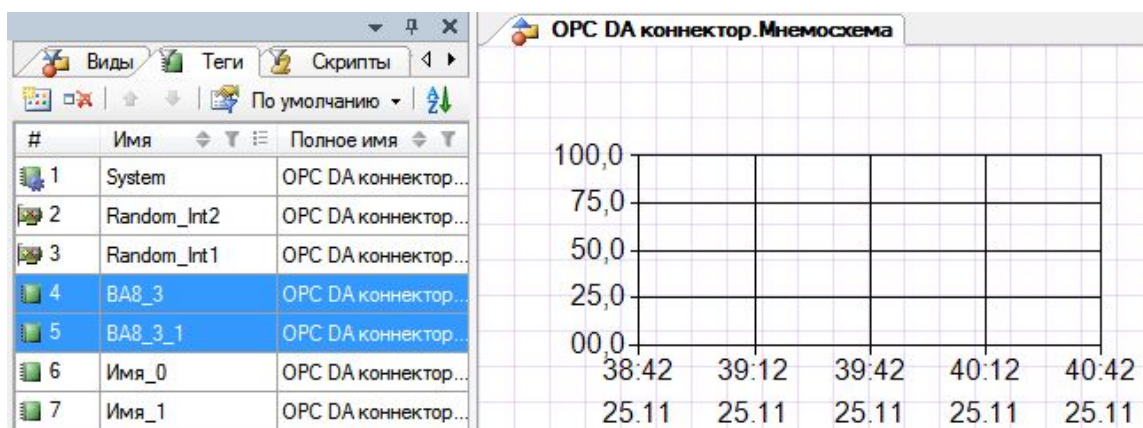 Виды Теги Скрипты
По умолчанию
# Имя Полное имя
1 System OPC DA коннектор...
2 Random_Int2 OPC DA коннектор...
3 Random_Int1 OPC DA коннектор...
4 BA8_3 OPC DA коннектор...
5 BA8_3_1 OPC DA коннектор...
6 Имя_0 OPC DA коннектор...
7 Имя_1 OPC DA коннектор...
OPC DA коннектор.Мнемосхема
100,0
75,0
50,0
25,0
00,0
38:42 39:12 39:42 40:12 40:42
25.11 25.11 25.11 25.11 25.11